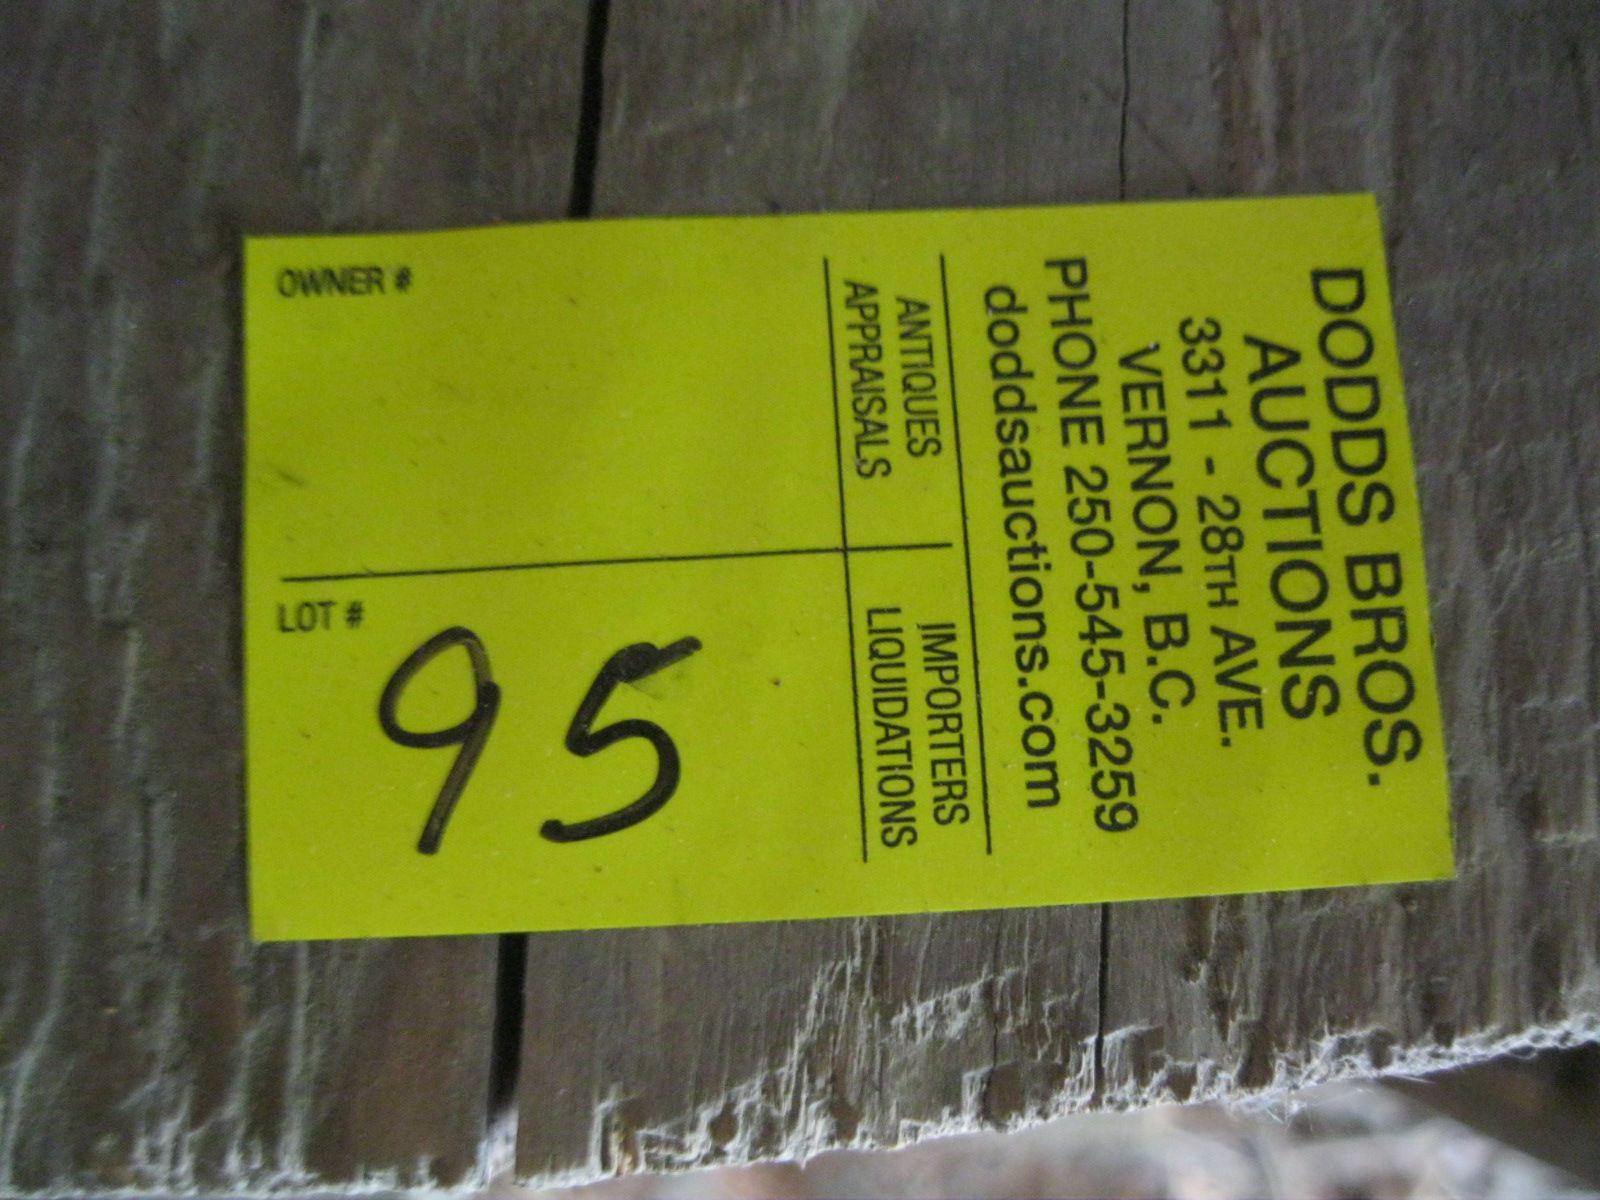 DODDS BROS.
AUCTIONS
3311 - 28TH AVE.
VERNON, B.C.
PHONE 250-545-3259
doddsauctions.com
ANTIQUES
APPRAISALS
IMPORTERS
LIQUIDATIONS
OWNER #
LOT #
95